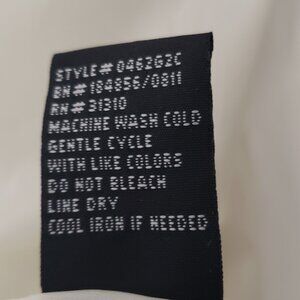 STYLE# 0462G2C
BN# 184856/0811
RN# 31310
MACHINE WASH COLD
GENTLE CYCLE
WITH LIKE COLORS
DO NOT BLEACH
LINE DRY
COOL IRON IF NEEDED